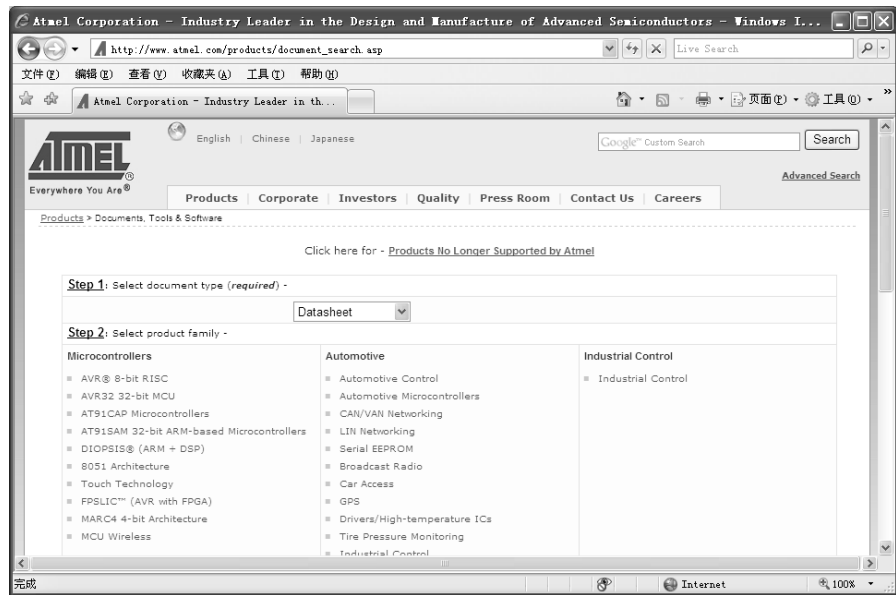 Atmel Corporation - Industry Leader in the Design and Manufacture of Advanced Semiconductors - Windows I...
http://www.atmel.com/products/document_search.asp
Live Search
文件(F) 编辑(E) 查看(V) 收藏夹(A) 工具(T) 帮助(H)
Atmel Corporation - Industry Leader in th...
页面(P) 工具(O) »
ATMEL®
Everywhere You Are®
English | Chinese | Japanese
Google™ Custom Search
Search
Advanced Search
Products | Corporate | Investors | Quality | Press Room | Contact Us | Careers
Products > Documents, Tools & Software
Click here for - Products No Longer Supported by Atmel
Step 1: Select document type (required) -
Datasheet
Step 2: Select product family -
Microcontrollers
AVR® 8-bit RISC
AVR32 32-bit MCU
AT91CAP Microcontrollers
AT91SAM 32-bit ARM-based Microcontrollers
DIOPSIS® (ARM + DSP)
8051 Architecture
Touch Technology
FPSLIC™ (AVR with FPGA)
MARC4 4-bit Architecture
MCU Wireless
Automotive
Automotive Control
Automotive Microcontrollers
CAN/VAN Networking
LIN Networking
Serial EEPROM
Broadcast Radio
Car Access
GPS
Drivers/High-temperature ICs
Tire Pressure Monitoring
Industrial Control
Industrial Control
Industrial Control
完成
Internet
100%